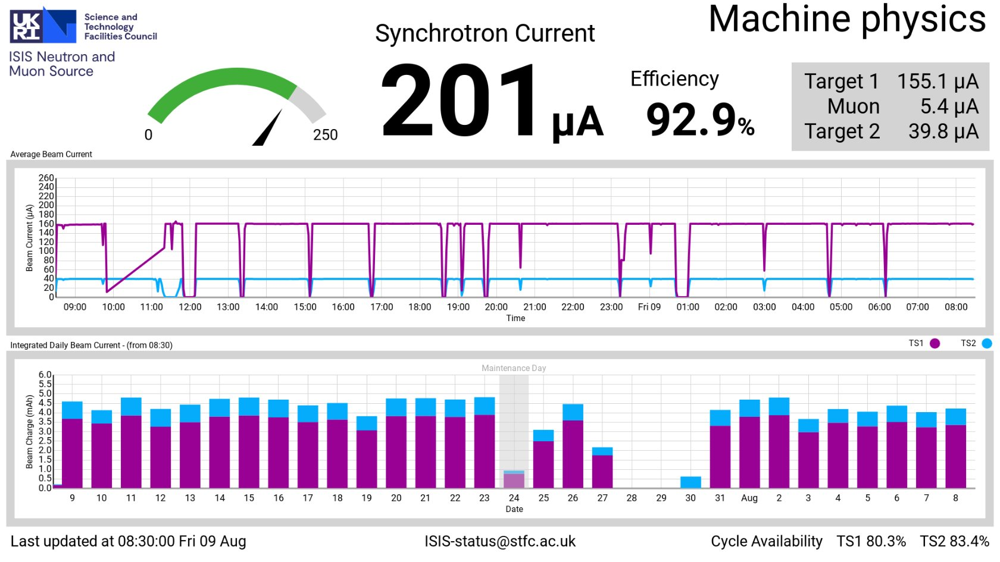 UK
RI
Science and
Technology
Facilities Council
ISIS Neutron and
Muon Source
Machine physics
Synchrotron Current
201 µA
0
250
Efficiency
92.9%
Target 1 155.1 µA
Muon 5.4 µA
Target 2 39.8 µA
Average Beam Current
Beam Current (µA)
260
240
220
200
180
160
140
120
100
80
60
40
20
0
09:00 10:00 11:00 12:00 13:00 14:00 15:00 16:00 17:00 18:00 19:00 20:00 21:00 22:00 23:00 Fri 09 01:00 02:00 03:00 04:00 05:00 06:00 07:00 08:00
Time
Integrated Daily Beam Current - (from 08:30)
TS1 TS2
Maintenance Day
Beam Charge (mAh)
6.0
5.5
5.0
4.5
4.0
3.5
3.0
2.5
2.0
1.5
1.0
0.5
0.0
9 10 11 12 13 14 15 16 17 18 19 20 21 22 23 24 25 26 27 28 29 30 31 Aug 2 3 4 5 6 7 8
Date
Last updated at 08:30:00 Fri 09 Aug
ISIS-status@stfc.ac.uk
Cycle Availability TS1 80.3% TS2 83.4%